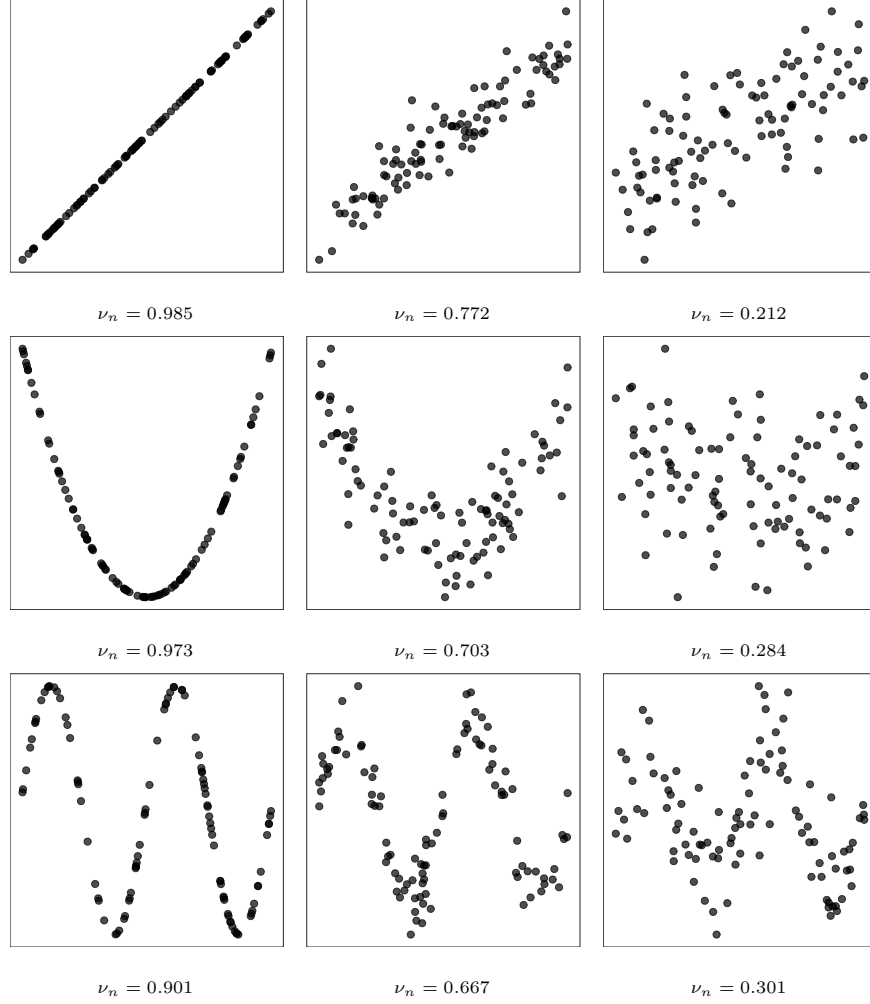 νn = 0.985
νn = 0.772
νn = 0.212
νn = 0.973
νn = 0.703
νn = 0.284
νn = 0.901
νn = 0.667
νn = 0.301